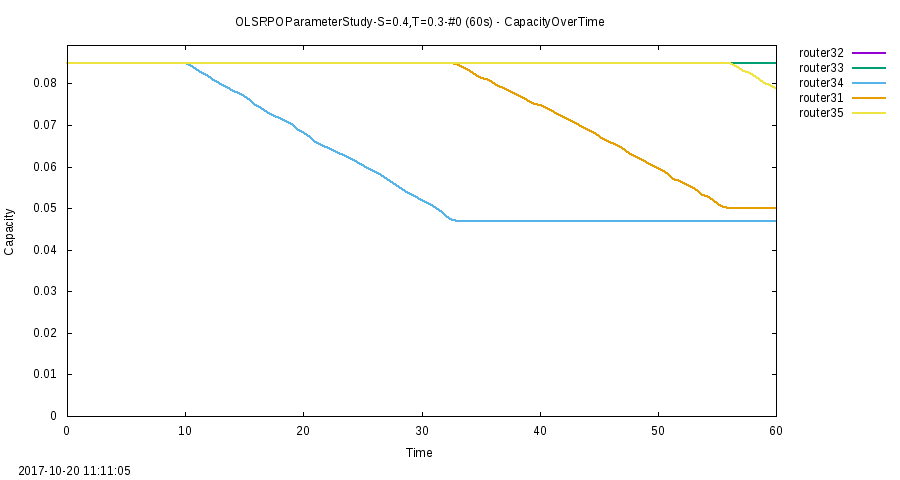 OLSRPOParameterStudy-S=0.4,T=0.3-#0 (60s) - CapacityOverTime
router32
router33
router34
router31
router35
0.08
0.07
0.06
0.05
0.04
0.03
0.02
0.01
0
Capacity
0 10 20 30 40 50 60
Time
2017-10-20 11:11:05